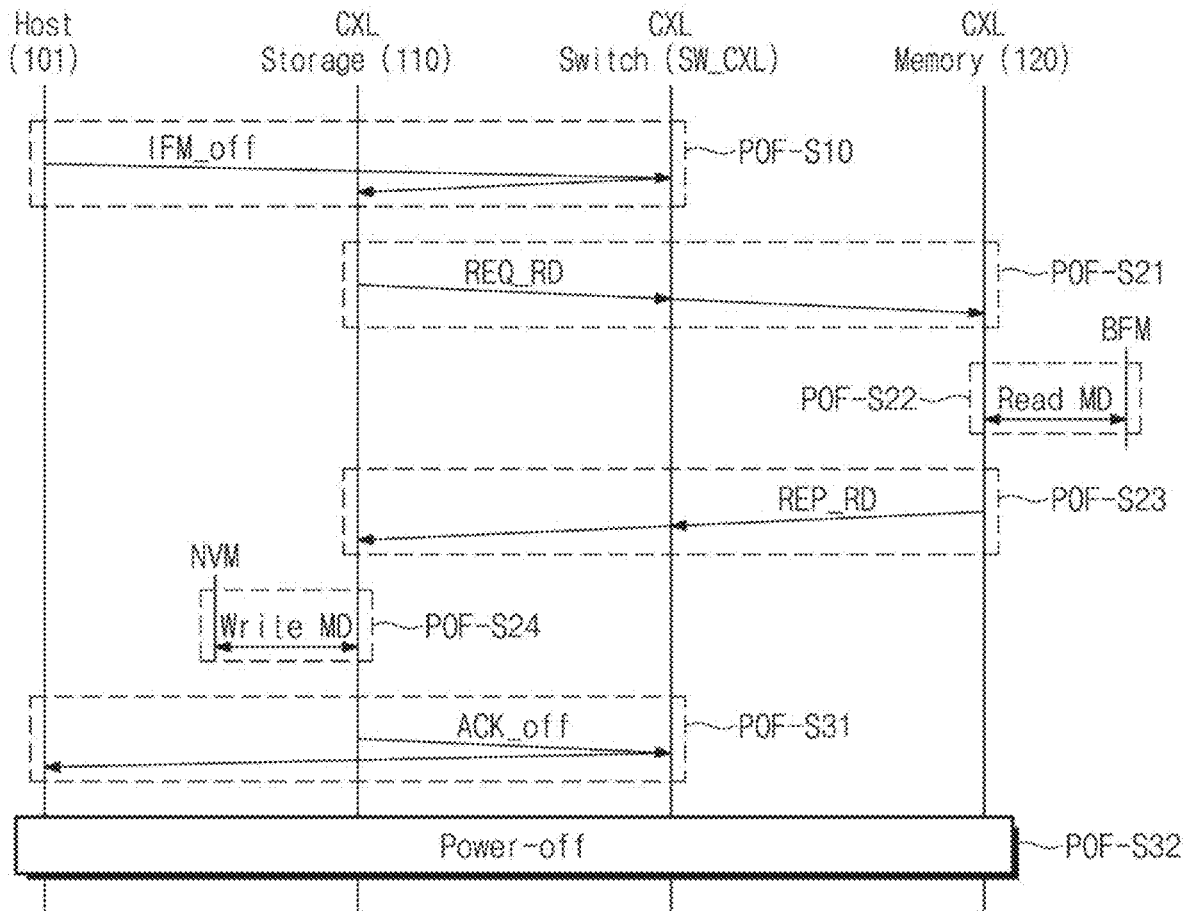 Host
(101)
CXL
Storage (110)
CXL
Switch (SW_CXL)
CXL
Memory (120)
IFM_off
POF-S10
REQ_RD
POF-S21
BFM
POF-S22
Read MD
REP_RD
POF-S23
NVM
Write MD
POF-S24
ACK_off
POF-S31
Power-off
POF-S32